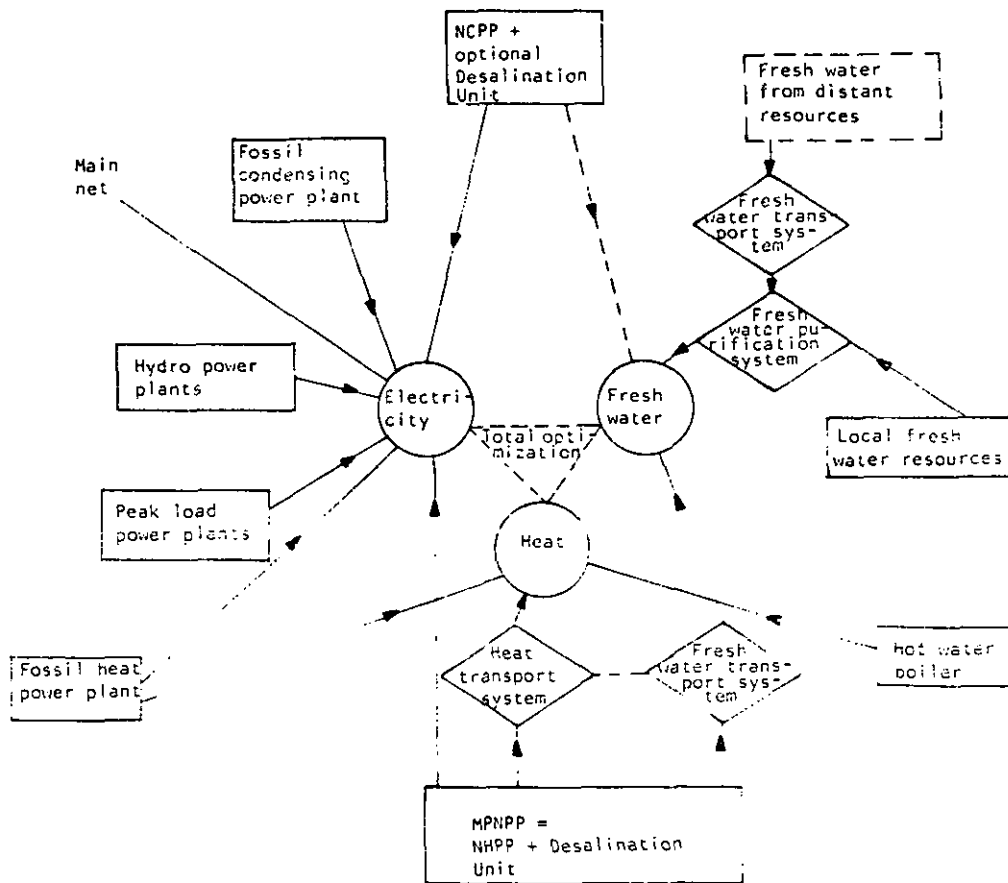 NCPP +
optional
Desalination
Unit
Fresh water
from distant
resources
Main
net
Fossil
condensing
power plant
Fresh
water trans-
port sys-
tem
Fresh
water pu-
rification
system
Hydro power
plants
Electri-
city
Fresh
water
Total opti-
mization
Local fresh
water resources
Peak load
power plants
Heat
Fossil heat
power plant
Heat
transport
system
Fresh
water trans-
port sys-
tem
Hot water
boiler
MPNPP =
NHPP + Desalination
Unit